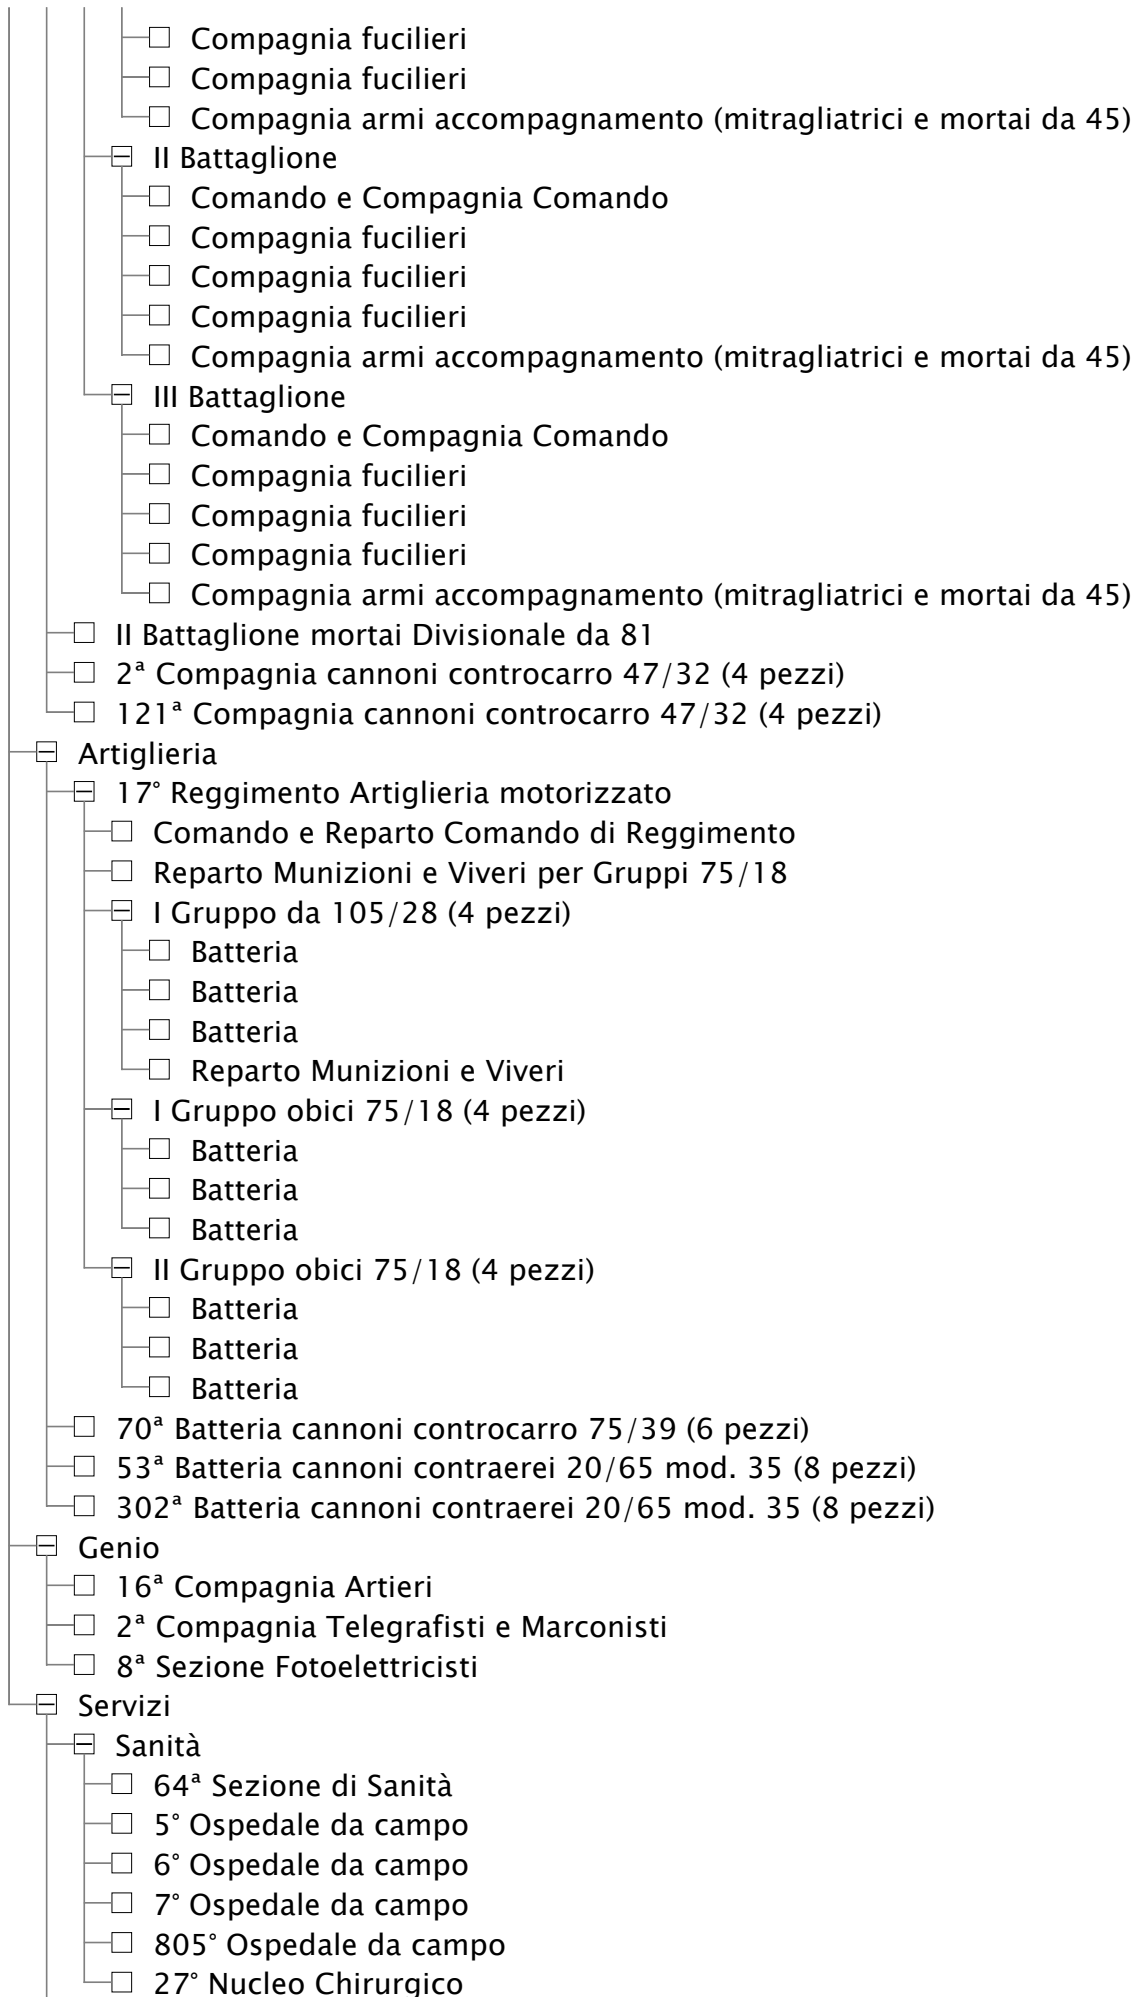 Compagnia fucilieri
Compagnia fucilieri
Compagnia armi accompagnamento (mitragliatrici e mortai da 45)
II Battaglione
Comando e Compagnia Comando
Compagnia fucilieri
Compagnia fucilieri
Compagnia fucilieri
Compagnia armi accompagnamento (mitragliatrici e mortai da 45)
III Battaglione
Comando e Compagnia Comando
Compagnia fucilieri
Compagnia fucilieri
Compagnia fucilieri
Compagnia armi accompagnamento (mitragliatrici e mortai da 45)
II Battaglione mortai Divisionale da 81
2ª Compagnia cannoni controcarro 47/32 (4 pezzi)
121ª Compagnia cannoni controcarro 47/32 (4 pezzi)
Artiglieria
17° Reggimento Artiglieria motorizzato
Comando e Reparto Comando di Reggimento
Reparto Munizioni e Viveri per Gruppi 75/18
I Gruppo da 105/28 (4 pezzi)
Batteria
Batteria
Batteria
Reparto Munizioni e Viveri
I Gruppo obici 75/18 (4 pezzi)
Batteria
Batteria
Batteria
II Gruppo obici 75/18 (4 pezzi)
Batteria
Batteria
Batteria
70ª Batteria cannoni controcarro 75/39 (6 pezzi)
53ª Batteria cannoni contraerei 20/65 mod. 35 (8 pezzi)
302ª Batteria cannoni contraerei 20/65 mod. 35 (8 pezzi)
Genio
16ª Compagnia Artieri
2ª Compagnia Telegrafisti e Marconisti
8ª Sezione Fotoelettricisti
Servizi
Sanità
64ª Sezione di Sanità
5° Ospedale da campo
6° Ospedale da campo
7° Ospedale da campo
805° Ospedale da campo
27° Nucleo Chirurgico